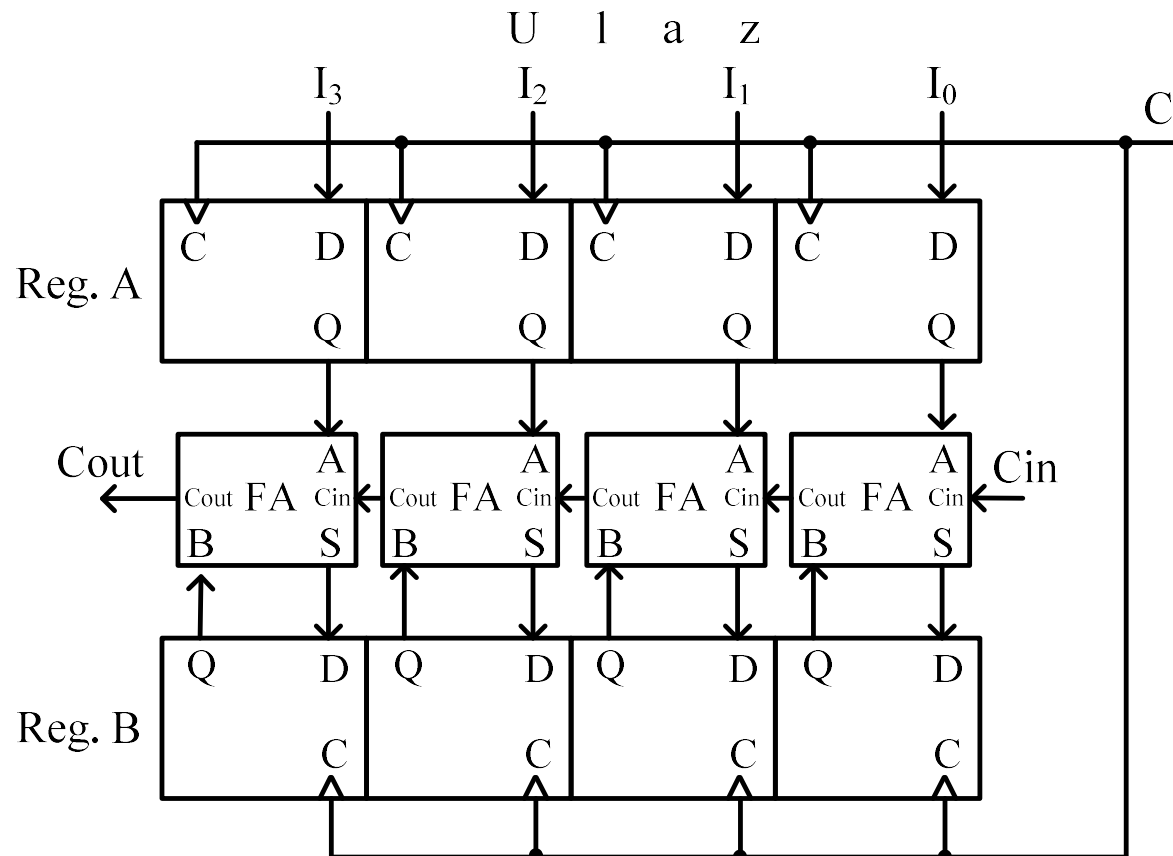 U l a z
I3 I2 I1 I0
C
C D C D C D C D
Reg. A
Q Q Q Q
Cout A A A A Cin
Cout FA Cin Cout FA Cin Cout FA Cin Cout FA Cin
B S B S B S B S
Q D Q D Q D Q D
Reg. B
C C C C